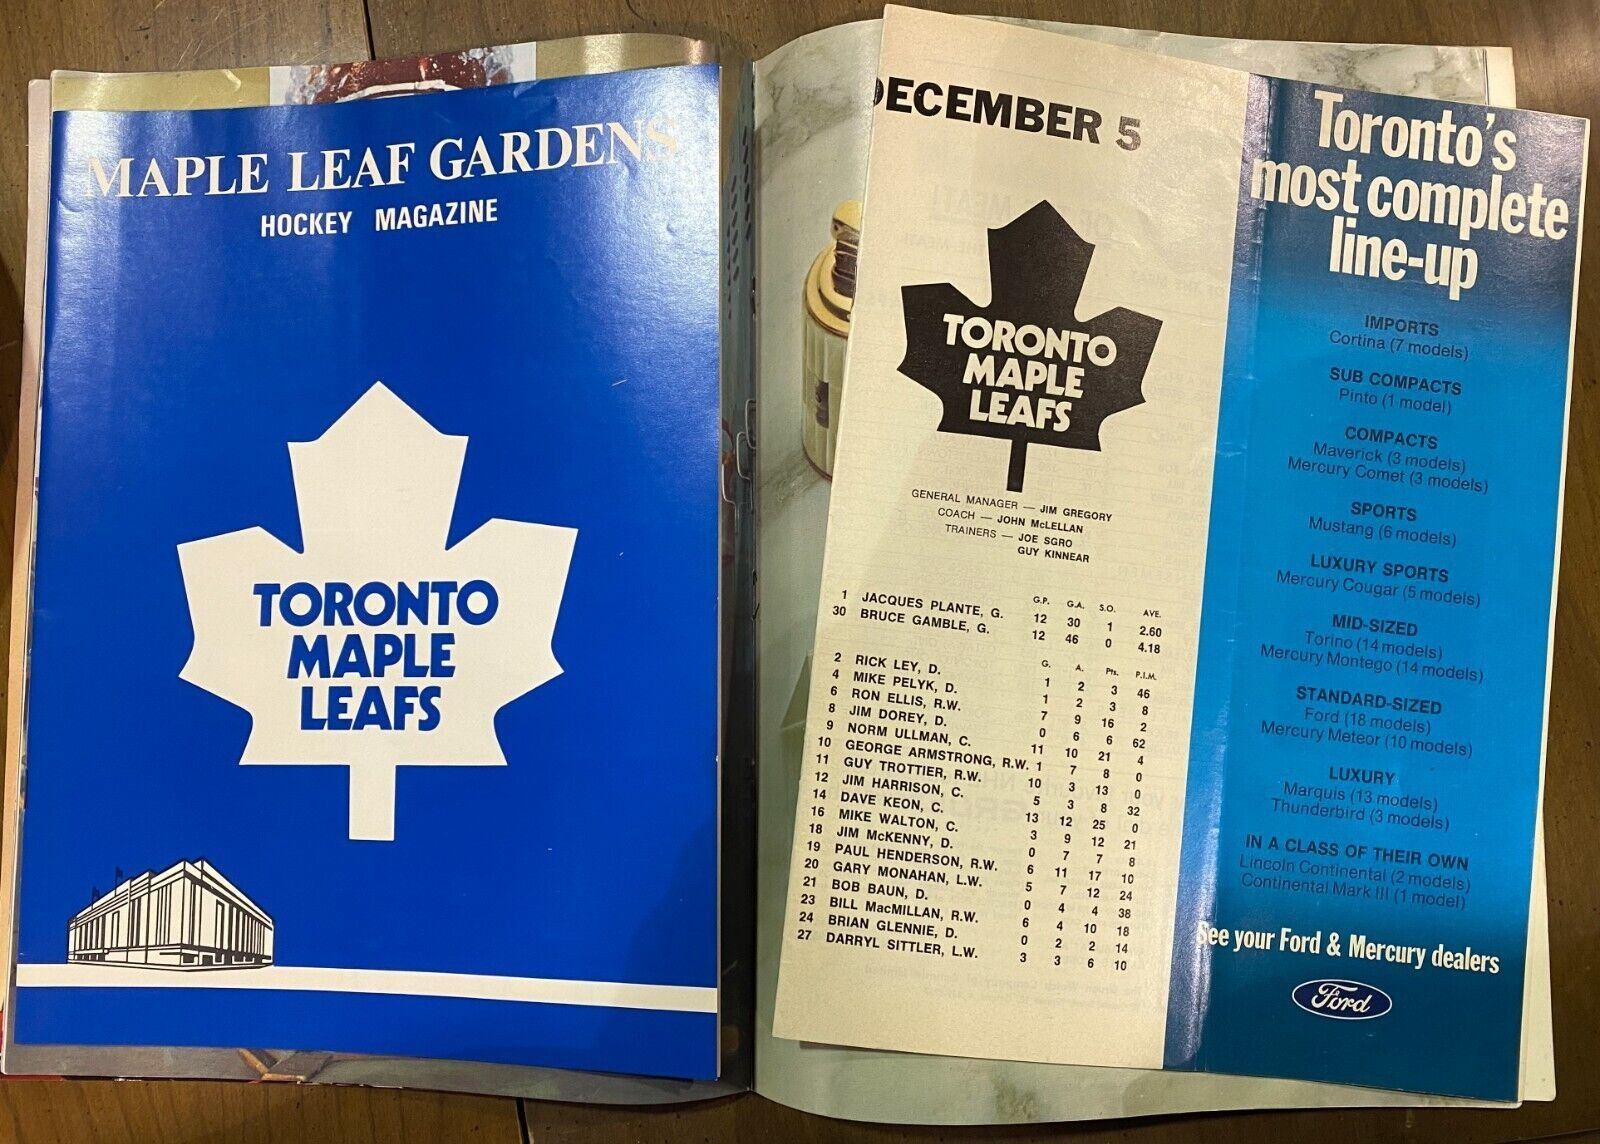 MAPLE LEAF GARDENS
HOCKEY MAGAZINE
TORONTO
MAPLE
LEAFS
DECEMBER 5
TORONTO
MAPLE
LEAFS
GENERAL MANAGER — JIM GREGORY
COACH — JOHN McLELLAN
TRAINERS — JOE SGRO
GUY KINNEAR
G.P. G.A. S.O. AVE.
1 JACQUES PLANTE, G. 12 30 1 2.60
30 BRUCE GAMBLE, G. 12 46 0 4.18
G. A. Pts. P.I.M.
2 RICK LEY, D. 1 2 3 46
4 MIKE PELYK, D. 1 2 3 8
6 RON ELLIS, R.W. 7 9 16 2
8 JIM DOREY, D. 0 6 6 62
9 NORM ULLMAN, C. 11 10 21 4
10 GEORGE ARMSTRONG, R.W. 1 7 8 0
11 GUY TROTTIER, R.W. 10 3 13 0
12 JIM HARRISON, C. 5 3 8 32
14 DAVE KEON, C. 13 12 25 0
16 MIKE WALTON, C. 3 9 12 21
18 JIM McKENNY, D. 0 7 7 8
19 PAUL HENDERSON, R.W. 6 11 17 10
20 GARY MONAHAN, L.W. 5 7 12 24
21 BOB BAUN, D. 0 4 4 38
23 BILL MacMILLAN, R.W. 6 4 10 18
24 BRIAN GLENNIE, D. 0 2 2 14
27 DARRYL SITTLER, L.W. 3 3 6 10
Toronto's
most complete
line-up
IMPORTS
Cortina (7 models)
SUB COMPACTS
Pinto (1 model)
COMPACTS
Maverick (3 models)
Mercury Comet (3 models)
SPORTS
Mustang (6 models)
LUXURY SPORTS
Mercury Cougar (5 models)
MID-SIZED
Torino (14 models)
Mercury Montego (14 models)
STANDARD-SIZED
Ford (18 models)
Mercury Meteor (10 models)
LUXURY
Marquis (13 models)
Thunderbird (3 models)
IN A CLASS OF THEIR OWN
Lincoln Continental (2 models)
Continental Mark III (1 model)
See your Ford & Mercury dealers
Ford